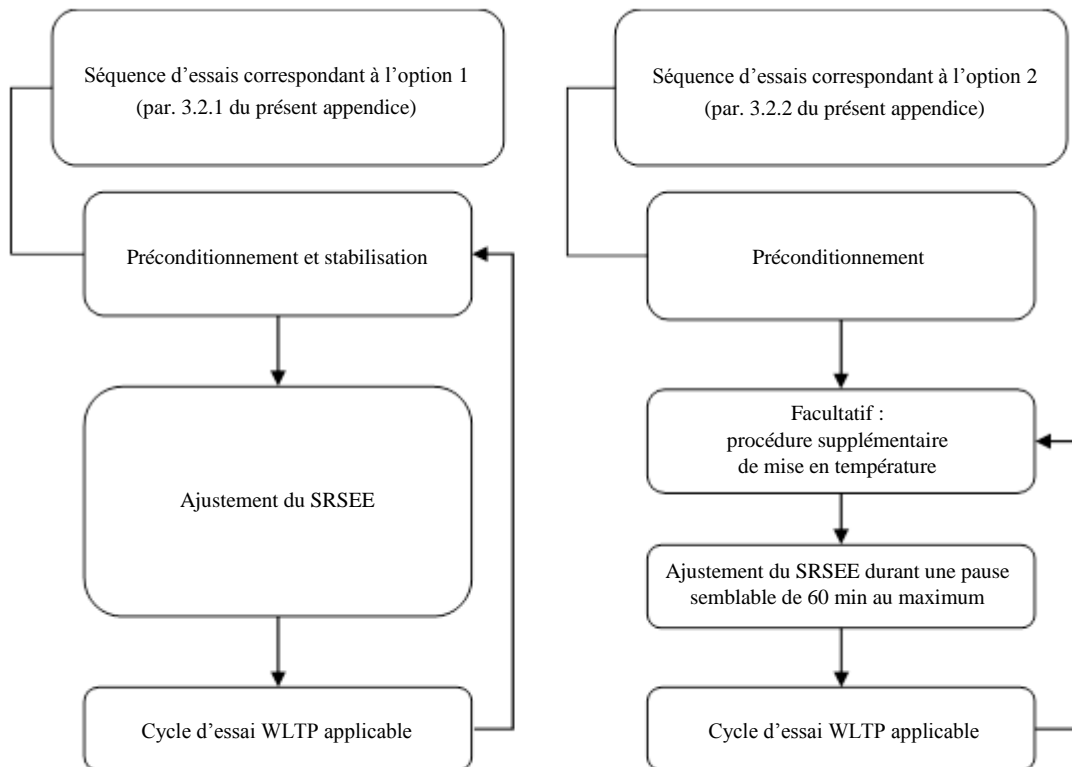 Séquence d'essais correspondant à l'option 1
(par. 3.2.1 du présent appendice)
Préconditionnement et stabilisation
Ajustement du SRSEE
Cycle d'essai WLTP applicable
Séquence d'essais correspondant à l'option 2
(par. 3.2.2 du présent appendice)
Préconditionnement
Facultatif :
procédure supplémentaire
de mise en température
Ajustement du SRSEE durant une pause
semblable de 60 min au maximum
Cycle d'essai WLTP applicable